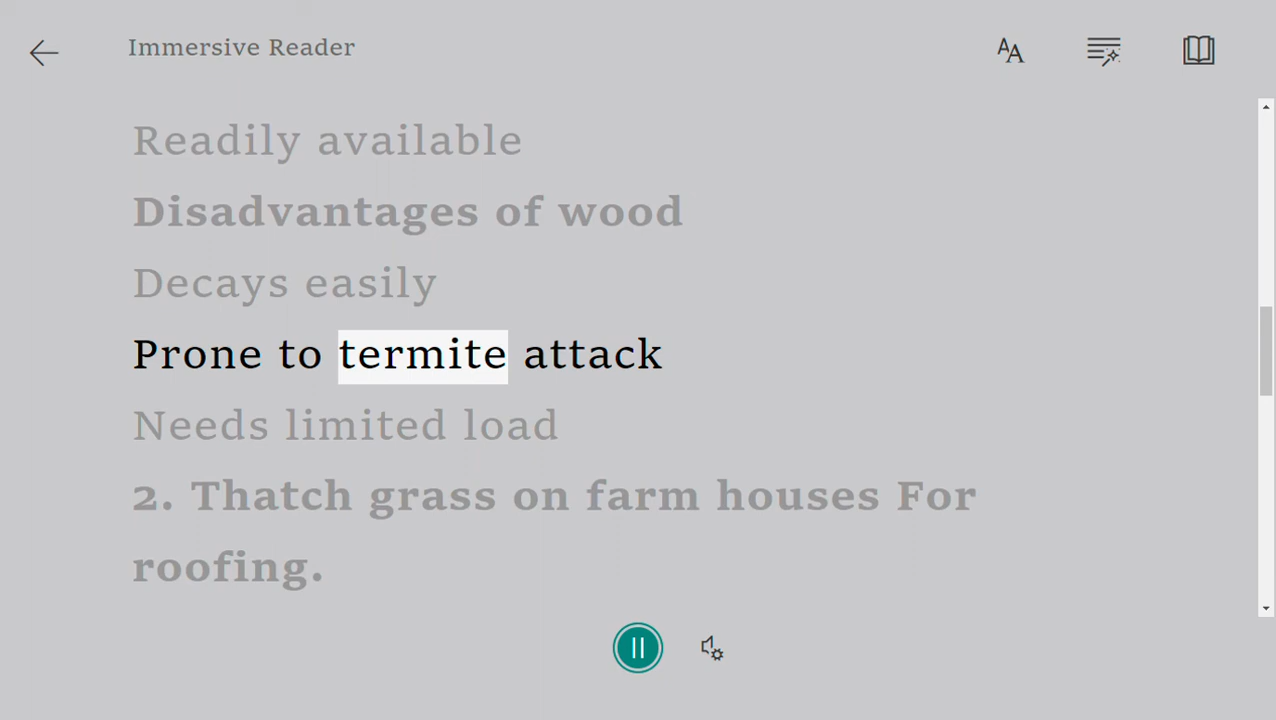 Immersive Reader
Readily available
Disadvantages of wood
Decays easily
Prone to termite attack
Needs limited load
2. Thatch grass on farm houses For
roofing.